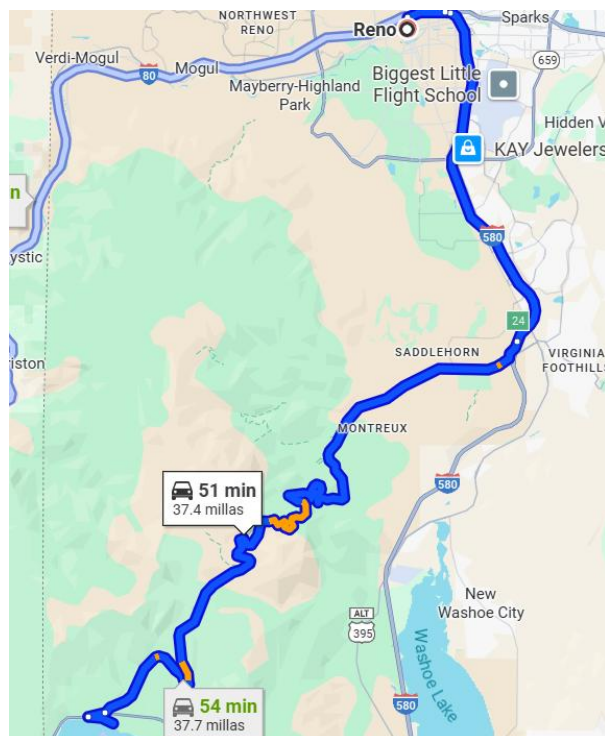 NORTHWEST
RENO
Sparks
Reno
Verdi-Mogul
80
Mogul
659
Mayberry-Highland
Park
Biggest Little
Flight School
Hidden V
KAY Jewelers
n
580
ystic
24
riston
SADDLEHORN
VIRGINIA
FOOTHILLS
MONTREUX
51 min
37.4 millas
580
New
Washoe City
ALT
395
Washoe Lake
54 min
37.7 millas
580